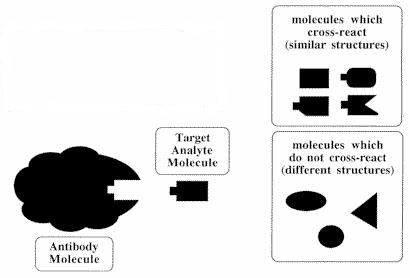 molecules which
cross-react
(similar structures)
Target
Analyte
Molecule
molecules which
do not cross-react
(different structures)
Antibody
Molecule